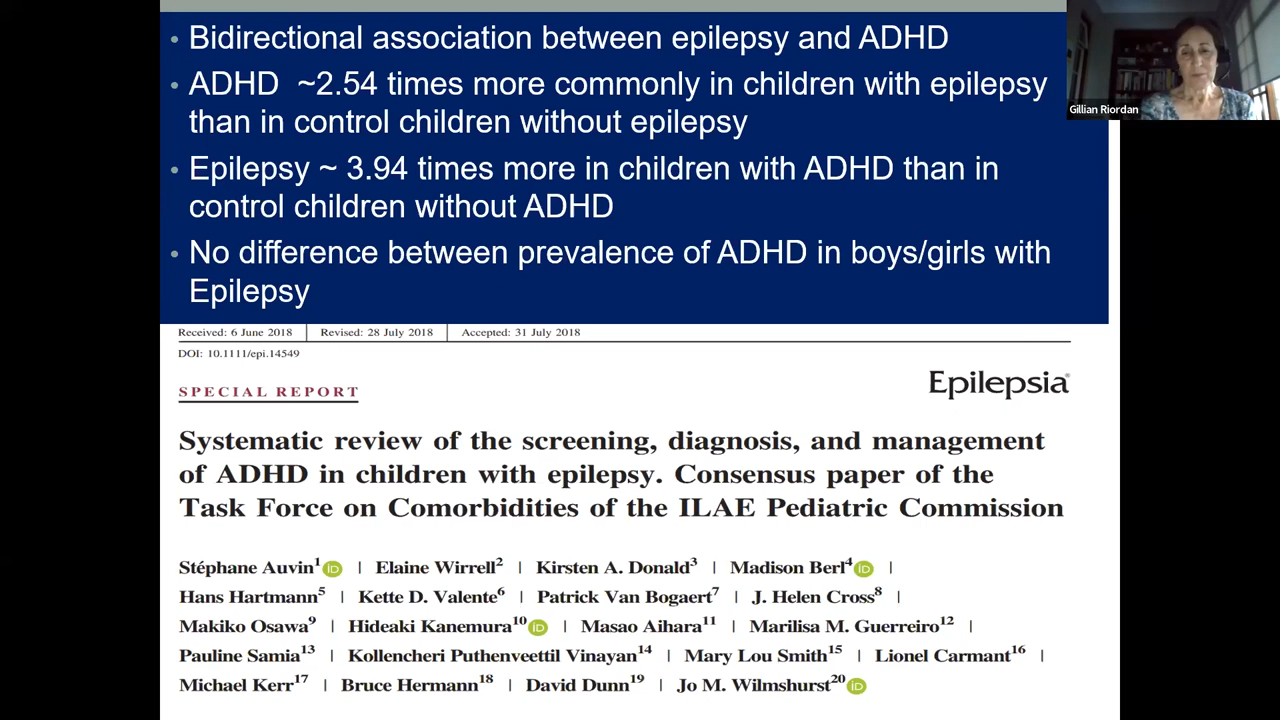 • Bidirectional association between epilepsy and ADHD
• ADHD ~2.54 times more commonly in children with epilepsy
than in control children without epilepsy
• Epilepsy ~ 3.94 times more in children with ADHD than in
control children without ADHD
• No difference between prevalence of ADHD in boys/girls with
Epilepsy
Gillian Riordan
Received: 6 June 2018 | Revised: 28 July 2018 | Accepted: 31 July 2018
DOI: 10.1111/epi.14549
SPECIAL REPORT
Epilepsia®
Systematic review of the screening, diagnosis, and management
of ADHD in children with epilepsy. Consensus paper of the
Task Force on Comorbidities of the ILAE Pediatric Commission
Stéphane Auvin1 iD | Elaine Wirrell2 | Kirsten A. Donald3 | Madison Berl4 iD |
Hans Hartmann5 | Kette D. Valente6 | Patrick Van Bogaert7 | J. Helen Cross8 |
Makiko Osawa9 | Hideaki Kanemura10 iD | Masao Aihara11 | Marilisa M. Guerreiro12 |
Pauline Samia13 | Kollencheri Puthenveettil Vinayan14 | Mary Lou Smith15 | Lionel Carmant16 |
Michael Kerr17 | Bruce Hermann18 | David Dunn19 | Jo M. Wilmshurst20 iD